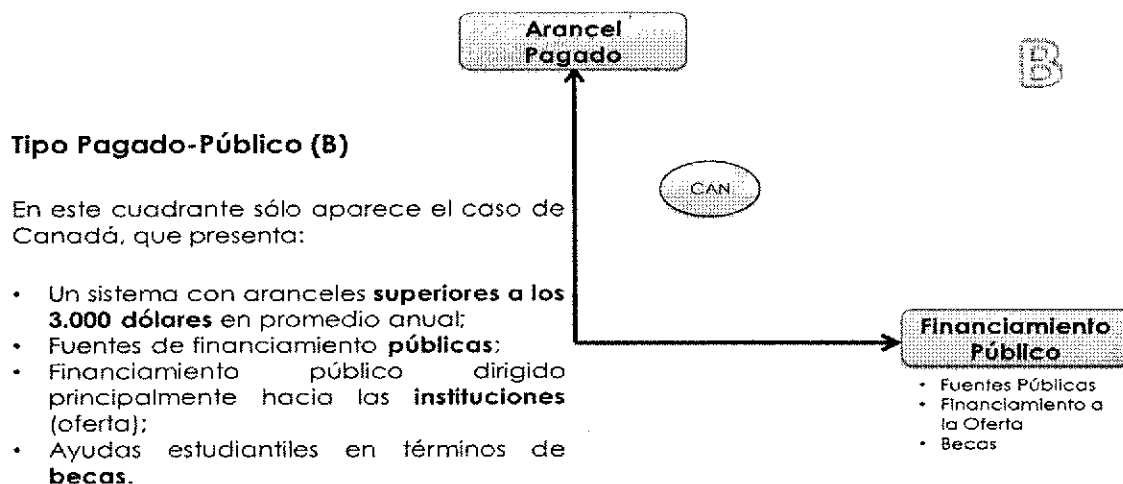 Arancel
Pagado
B
Tipo Pagado-Público (B)
CAN
En este cuadrante sólo aparece el caso de
Canadá, que presenta:
• Un sistema con aranceles superiores a los
3.000 dólares en promedio anual;
• Fuentes de financiamiento públicas;
• Financiamiento público dirigido
principalmente hacia las instituciones
(oferta);
• Ayudas estudiantiles en términos de
becas.
Financiamiento
Público
• Fuentes Públicas
• Financiamiento a
la Oferta
• Becas